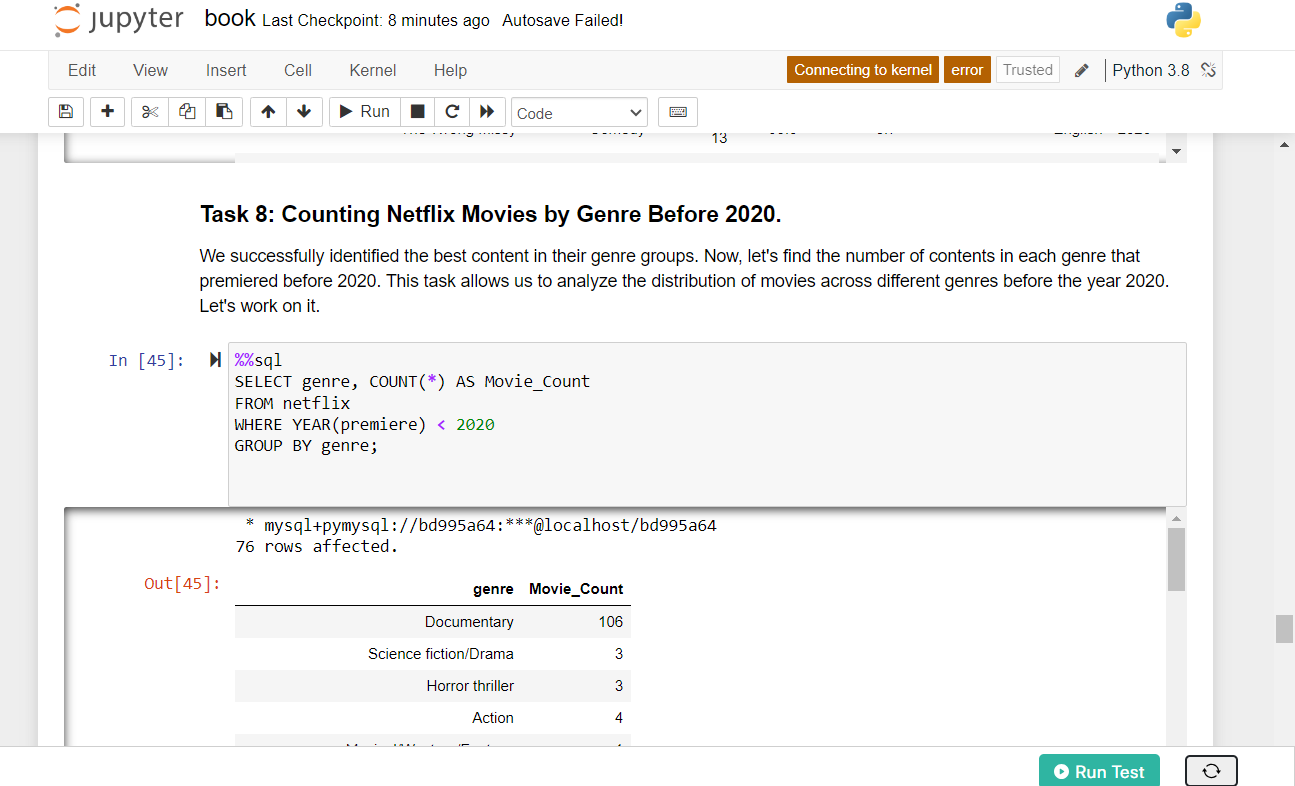 jupyter book Last Checkpoint: 8 minutes ago Autosave Failed!
Edit View Insert Cell Kernel Help Connecting to kernel error Trusted Python 3.8
Run Code
13
Task 8: Counting Netflix Movies by Genre Before 2020.
We successfully identified the best content in their genre groups. Now, let's find the number of contents in each genre that
premiered before 2020. This task allows us to analyze the distribution of movies across different genres before the year 2020.
Let's work on it.
In [45]: %%sql
SELECT genre, COUNT(*) AS Movie_Count
FROM netflix
WHERE YEAR(premiere) < 2020
GROUP BY genre;
* mysql+pymysql://bd995a64:***@localhost/bd995a64
76 rows affected.
Out[45]: genre Movie_Count
Documentary 106
Science fiction/Drama 3
Horror thriller 3
Action 4
Run Test